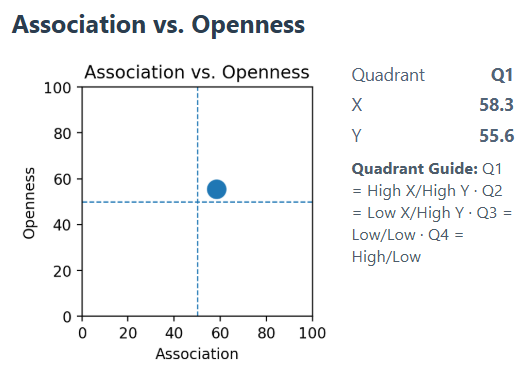 Association vs. Openness
Association vs. Openness
100
80
60
40
20
0
Openness
0 20 40 60 80 100
Association
Quadrant Q1
X 58.3
Y 55.6
Quadrant Guide: Q1
= High X/High Y · Q2
= Low X/High Y · Q3 =
Low/Low · Q4 =
High/Low